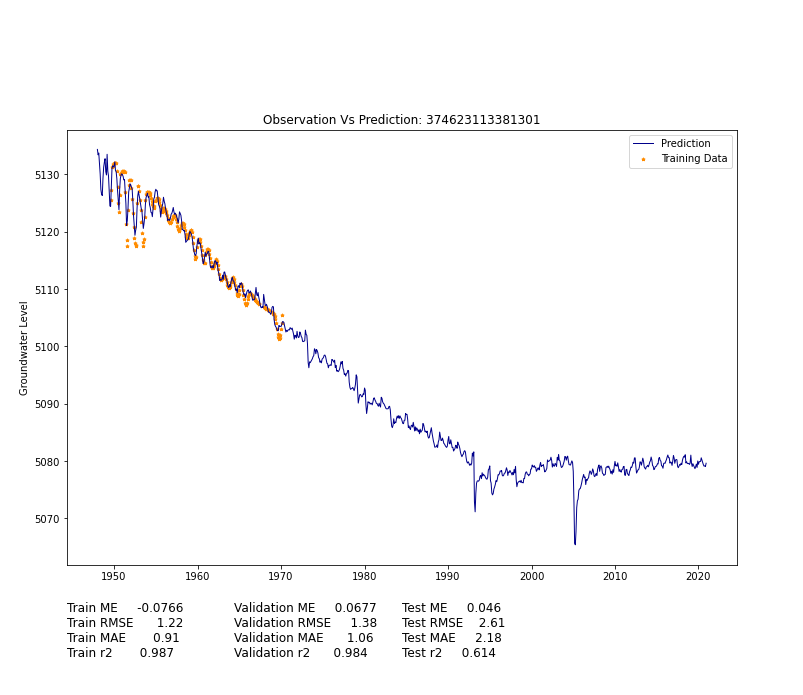 Observation Vs Prediction: 374623113381301
Prediction
Training Data
Groundwater Level
5130
5120
5110
5100
5090
5080
5070
1950 1960 1970 1980 1990 2000 2010 2020
Train ME -0.0766 Validation ME 0.0677 Test ME 0.046
Train RMSE 1.22 Validation RMSE 1.38 Test RMSE 2.61
Train MAE 0.91 Validation MAE 1.06 Test MAE 2.18
Train r2 0.987 Validation r2 0.984 Test r2 0.614